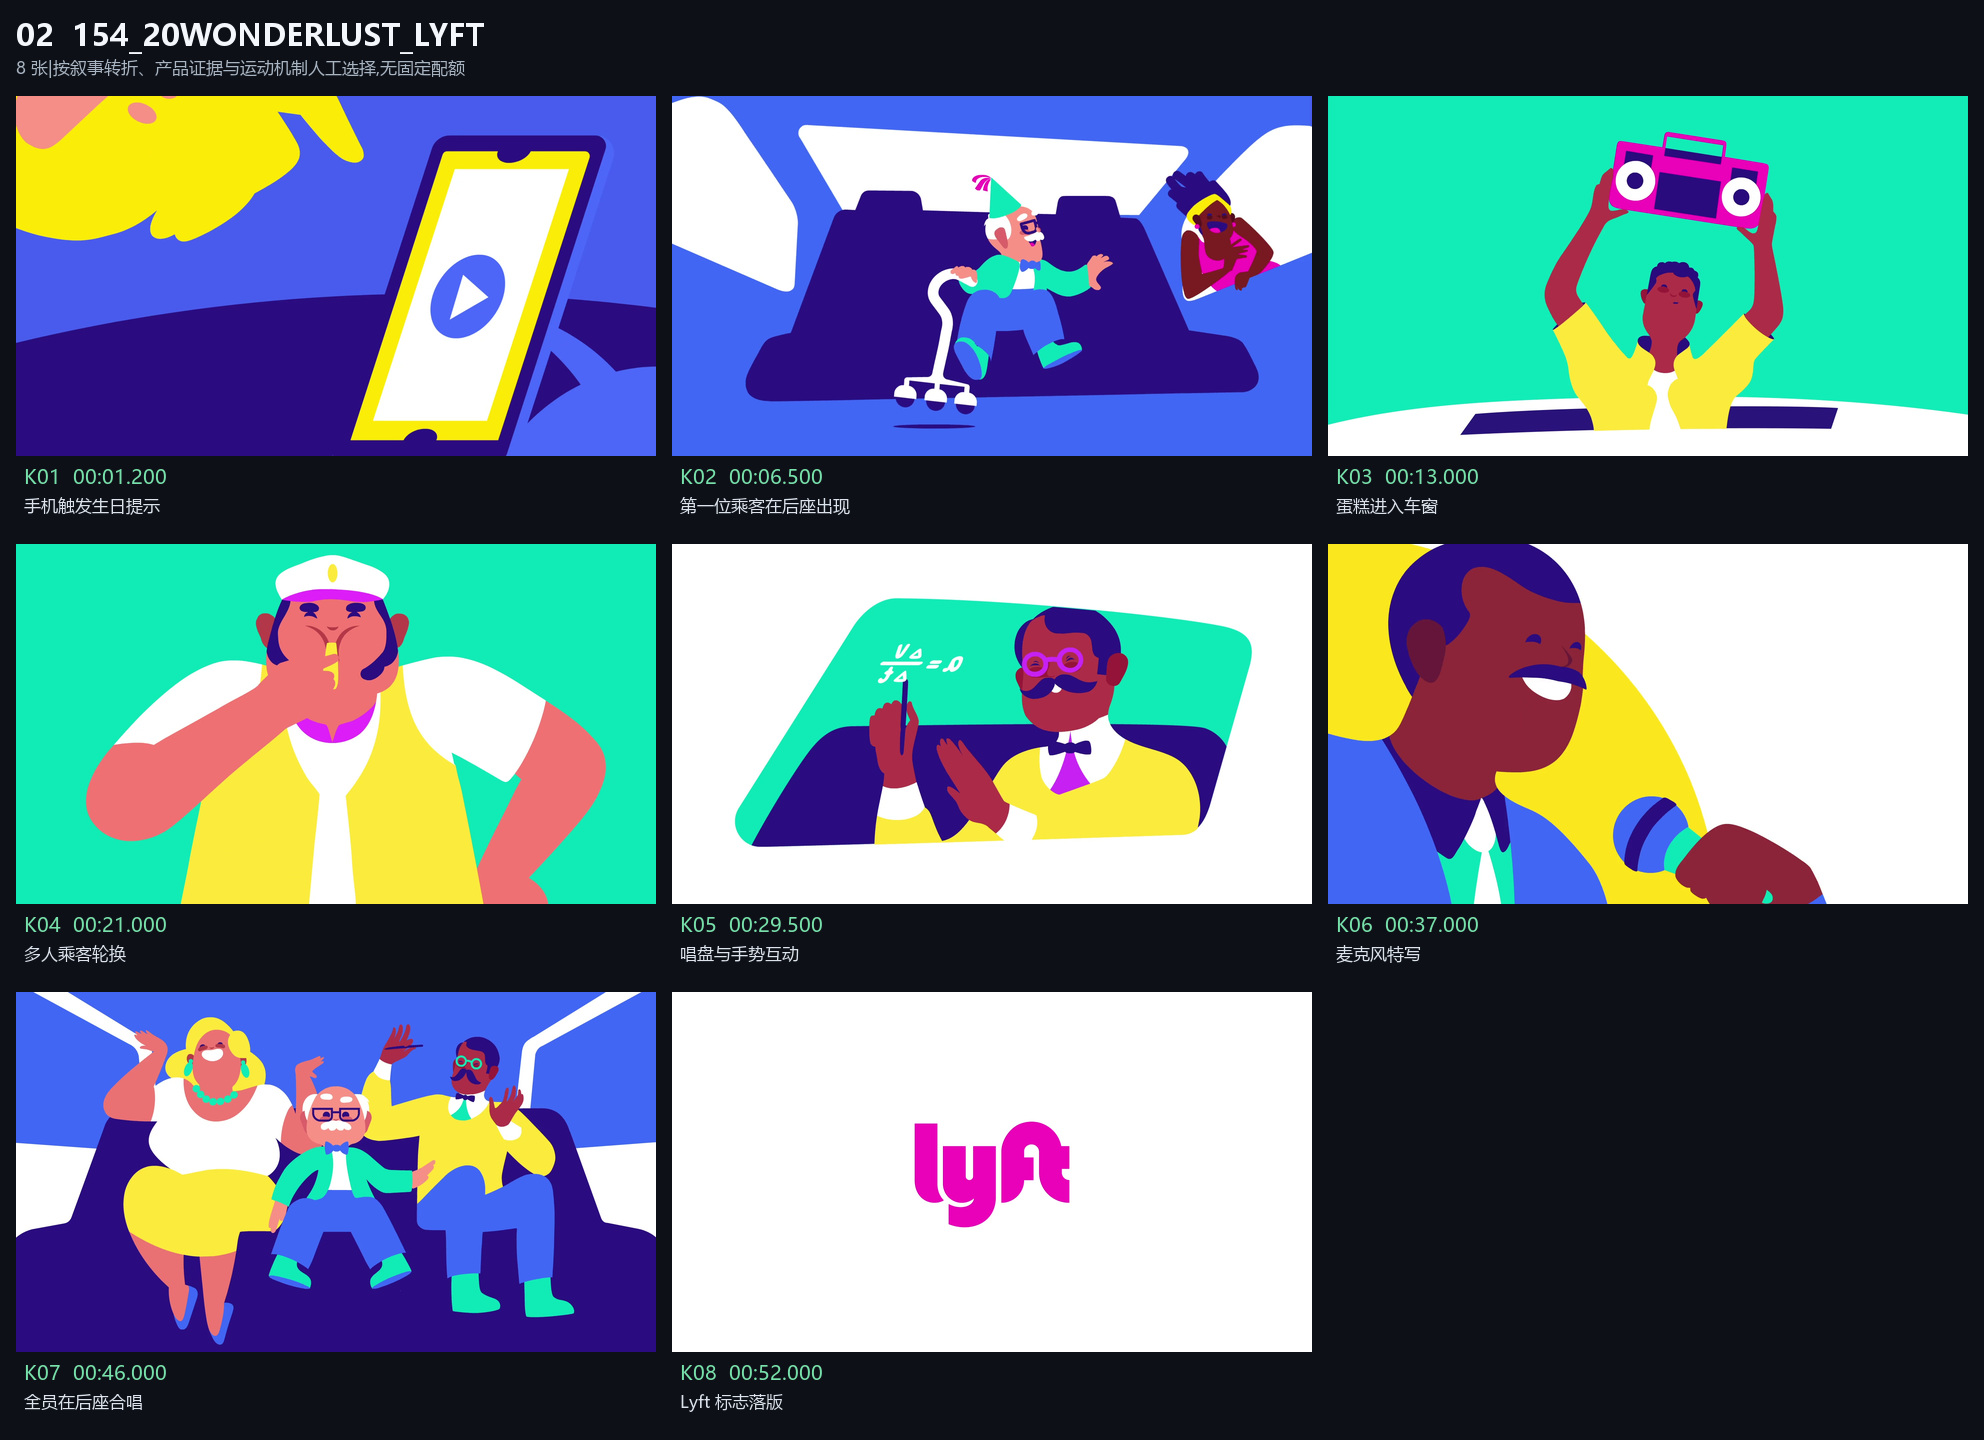 02 154_20WONDERLUST_LYFT
8 张|按叙事转折、产品证据与运动机制人工选择,无固定配额
K01 00:01.200
手机触发生日提示
K02 00:06.500
第一位乘客在后座出现
K03 00:13.000
蛋糕进入车窗
K04 00:21.000
多人乘客轮换
K05 00:29.500
唱盘与手势互动
K06 00:37.000
麦克风特写
lyft
K07 00:46.000
全员在后座合唱
K08 00:52.000
Lyft 标志落版